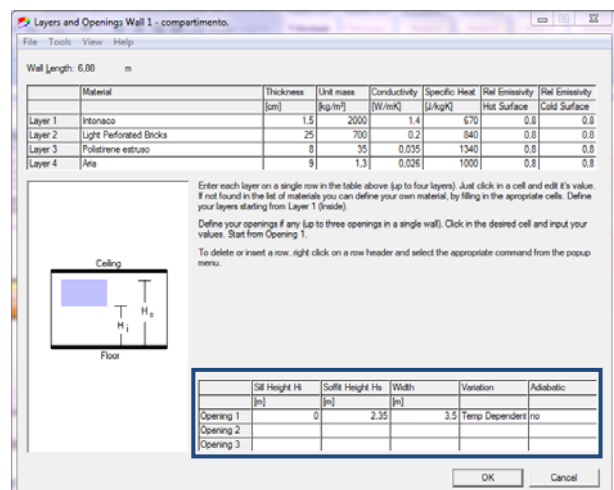 Layers and Openings Wall 1 - compartimento.
File Tools View Help
Wall Length: 6,88 m
Material Thickness Unit mass Conductivity Specific Heat Rel Emissivity Rel Emissivity
[cm] [kg/m³] [W/mK] [J/kgK] Hot Surface Cold Surface
Layer 1 Intonaco 1,5 2000 1,4 670 0.8 0.8
Layer 2 Light Perforated Bricks 25 700 0.2 840 0.8 0.8
Layer 3 Polistirene estruso 8 35 0,035 1340 0.8 0.8
Layer 4 Aria 9 1,3 0,026 1000 0,8 0,8
Enter each layer on a single row in the table above (up to four layers). Just click in a cell and edit it's value.
If not found in the list of materials you can define your own material, by filling in the apropriate cells. Define
your layers starting from Layer 1 (Inside).
Define your openings if any (up to three openings in a single wall). Click in the desired cell and input your
values. Start from Opening 1.
To delete or insert a row, right click on a row header and select the appropriate command from the popup
menu.
Ceiling
Hs
Hi
Floor
Sill Height Hi Soffit Height Hs Width Variation Adiabatic
[m] [m] [m]
Opening 1 0 2.35 3.5 Temp Dependent no
Opening 2
Opening 3
OK Cancel